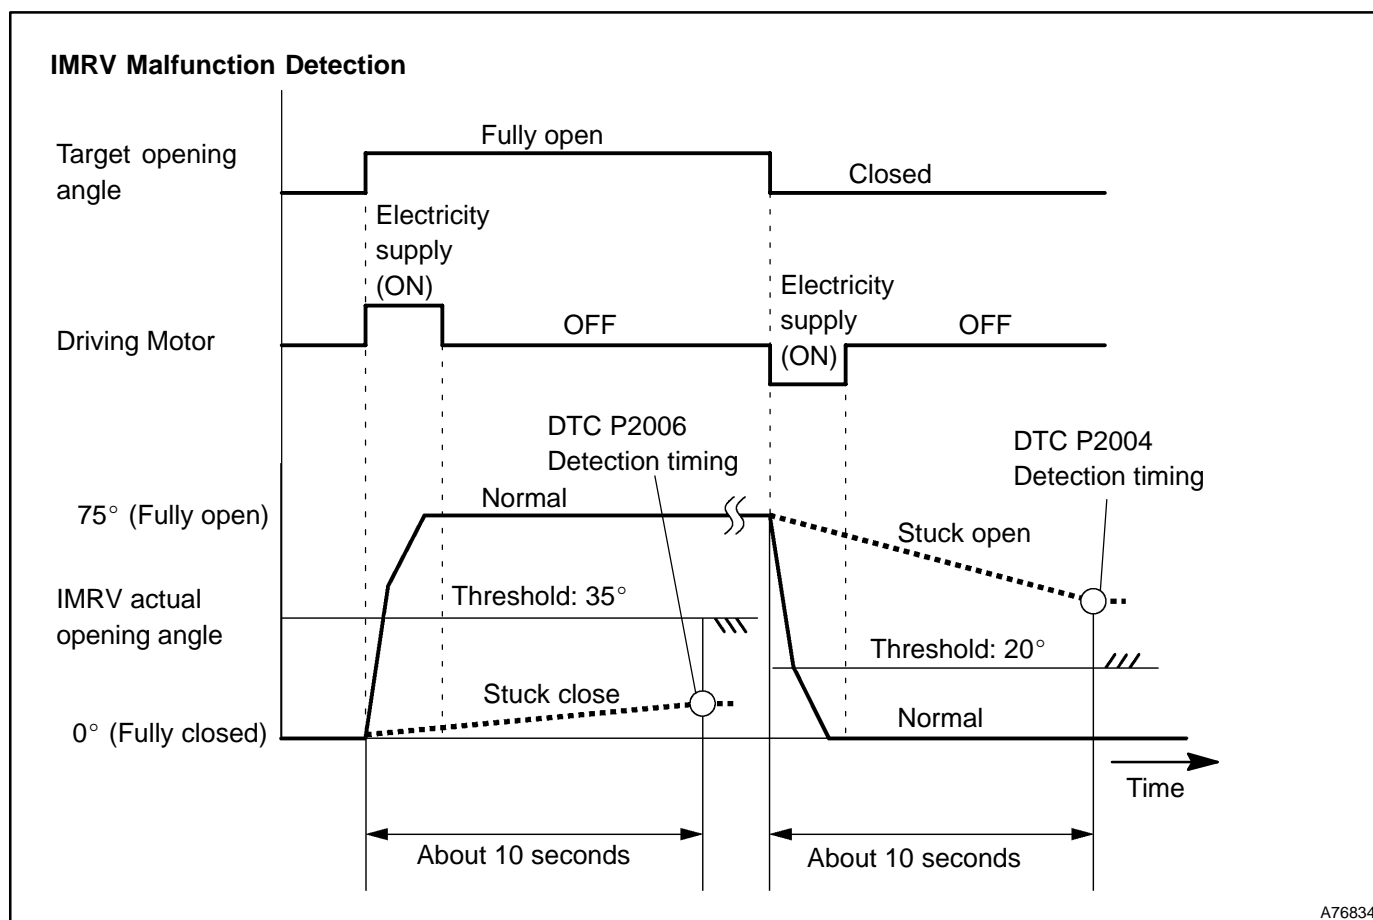 IMRV Malfunction Detection
Target opening
angle
Fully open
Closed
Electricity
supply
(ON)
Electricity
supply
(ON)
Driving Motor
OFF
OFF
DTC P2006
Detection timing
DTC P2004
Detection timing
75° (Fully open)
Normal
Stuck open
IMRV actual
opening angle
Threshold: 35°
Threshold: 20°
Stuck close
0° (Fully closed)
Normal
Time
About 10 seconds
About 10 seconds
A76834